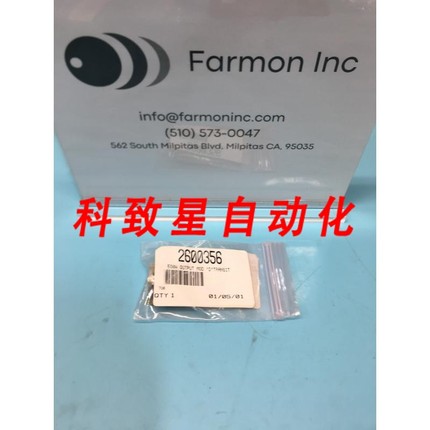 Farmon Inc
info@farmoninc.com
(510) 573-0047
562 South Milpitas Blvd, Milpitas CA, 95035
科致星自动化
2600356
QTY 1
01/05/01